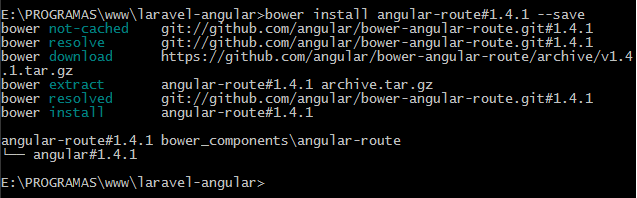 E:\PROGRAMAS\www\laravel-angular>bower install angular-route#1.4.1 --save
bower not-cached    git://github.com/angular/bower-angular-route.git#1.4.1
bower resolve       git://github.com/angular/bower-angular-route.git#1.4.1
bower download      https://github.com/angular/bower-angular-route/archive/v1.4
.1.tar.gz
bower extract       angular-route#1.4.1 archive.tar.gz
bower resolved      git://github.com/angular/bower-angular-route.git#1.4.1
bower install       angular-route#1.4.1
angular-route#1.4.1 bower_components\angular-route
└── angular#1.4.1
E:\PROGRAMAS\www\laravel-angular>